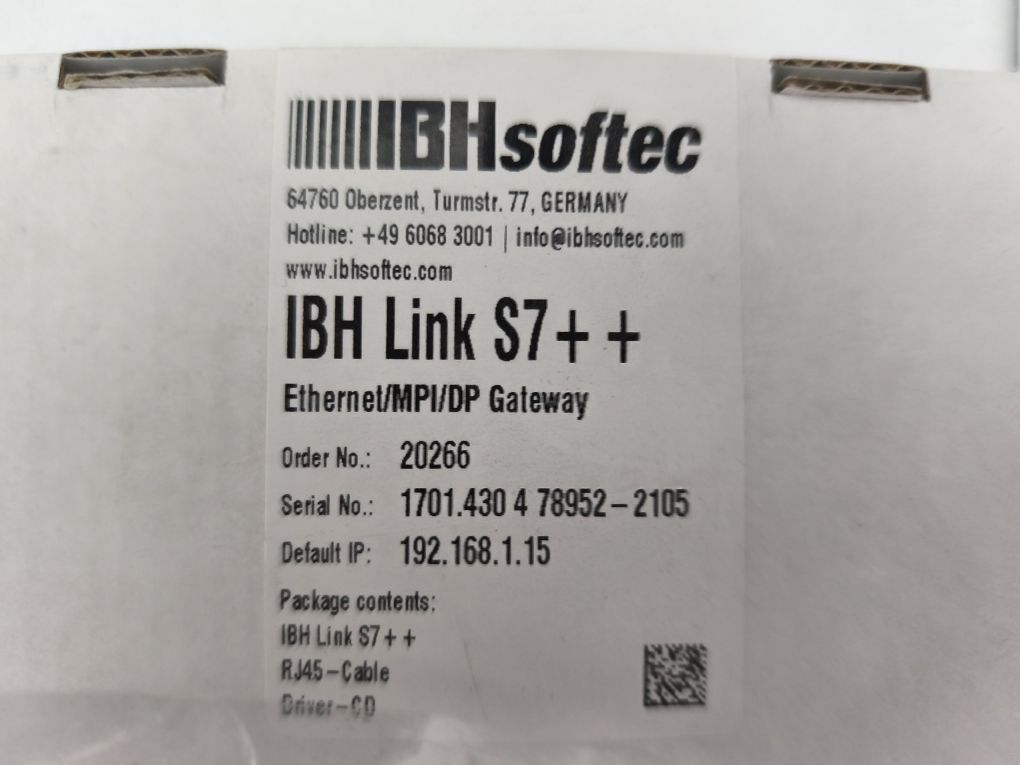 IBHsoftec
64760 Oberzent, Turmstr. 77, GERMANY
Hotline: +49 6068 3001 | info@ibhsoftec.com
www.ibhsoftec.com
IBH Link S7++
Ethernet/MPI/DP Gateway
Order No.: 20266
Serial No.: 1701.430 4 78952-2105
Default IP: 192.168.1.15
Package contents:
IBH Link S7++
RJ45-Cable
Driver-CD